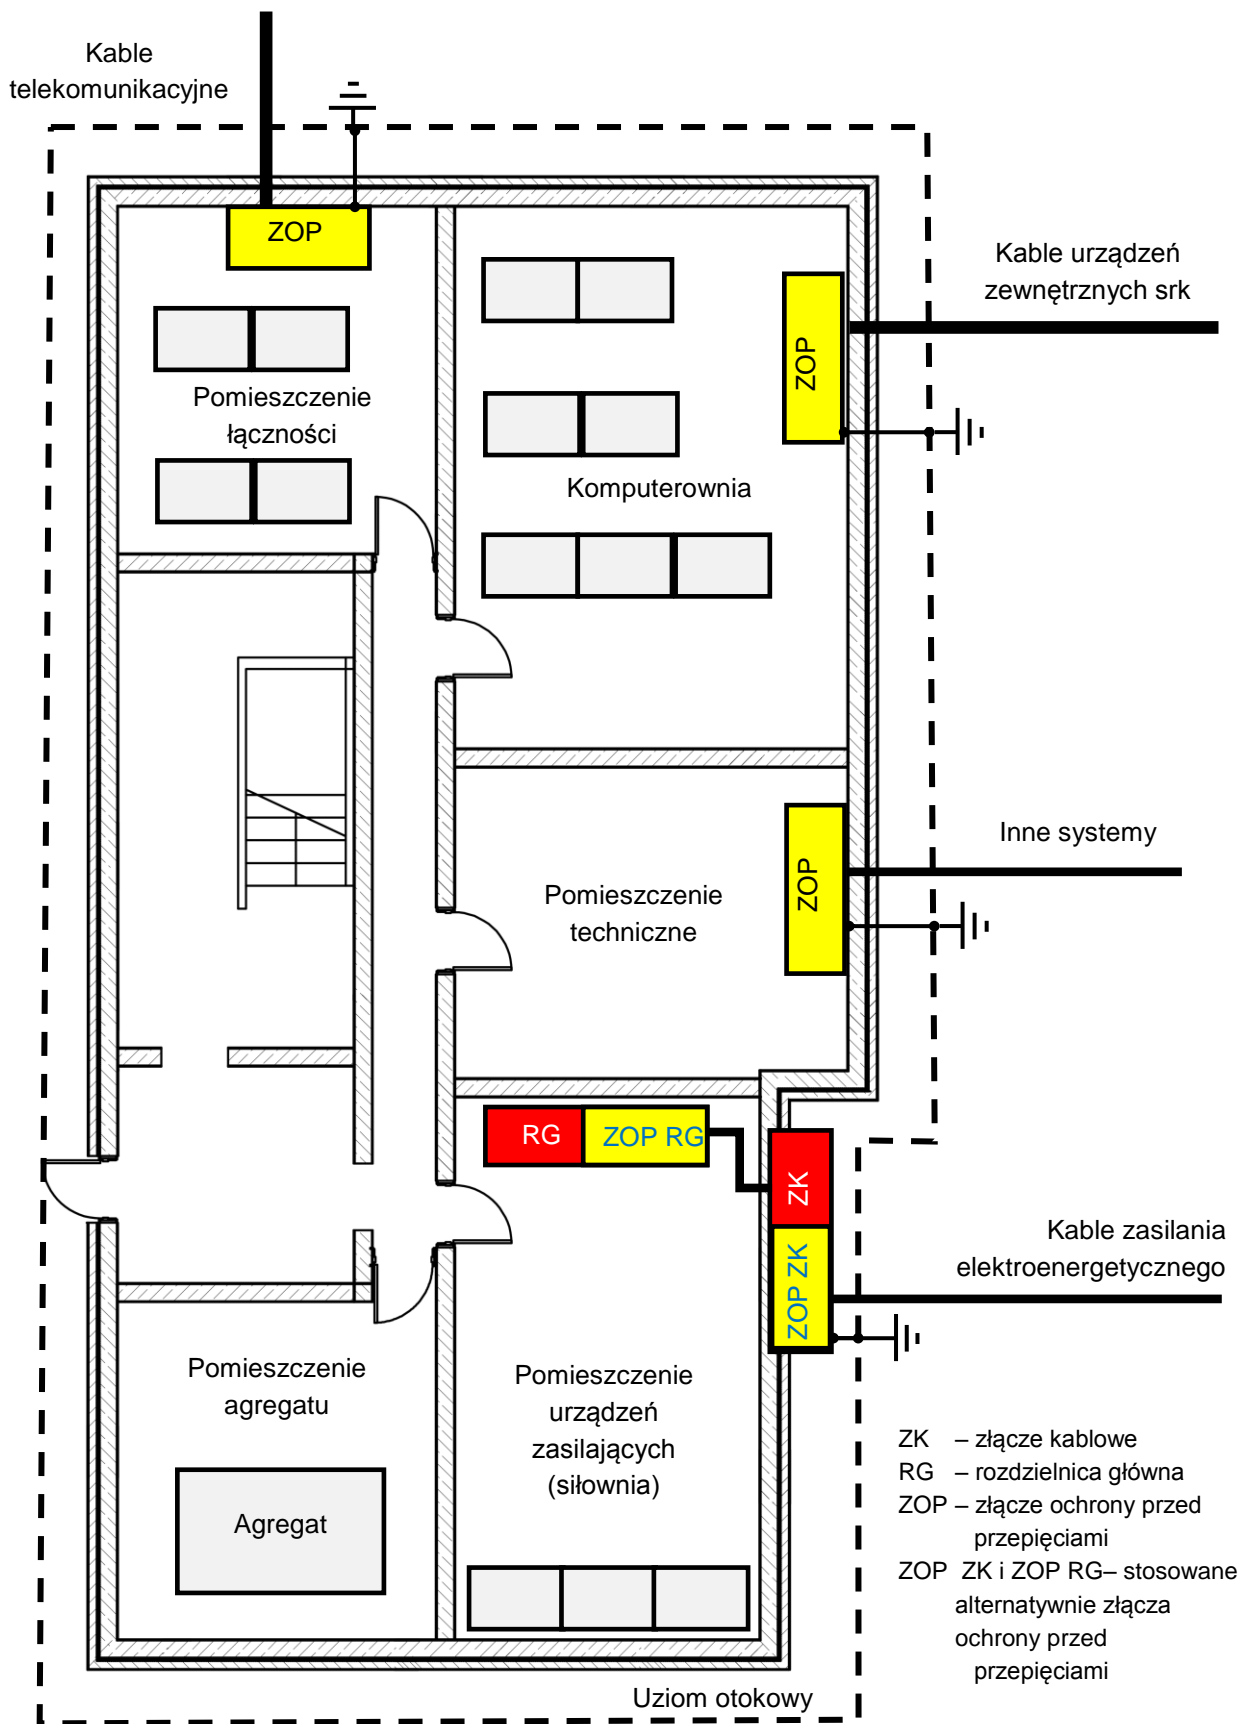 Kable
telekomunikacyjne
ZOP
Kable urządzeń
zewnętrznych srk
ZOP
Pomieszczenie
łączności
Komputerownia
Inne systemy
ZOP
Pomieszczenie
techniczne
RG
ZOP RG
ZK
Kable zasilania
elektroenergetycznego
ZOP ZK
Pomieszczenie
agregatu
Agregat
Pomieszczenie
urządzeń
zasilających
(siłownia)
ZK – złącze kablowe
RG – rozdzielnica główna
ZOP – złącze ochrony przed
przepięciami
ZOP ZK i ZOP RG– stosowane
alternatywnie złącza
ochrony przed
przepięciami
Uziom otokowy